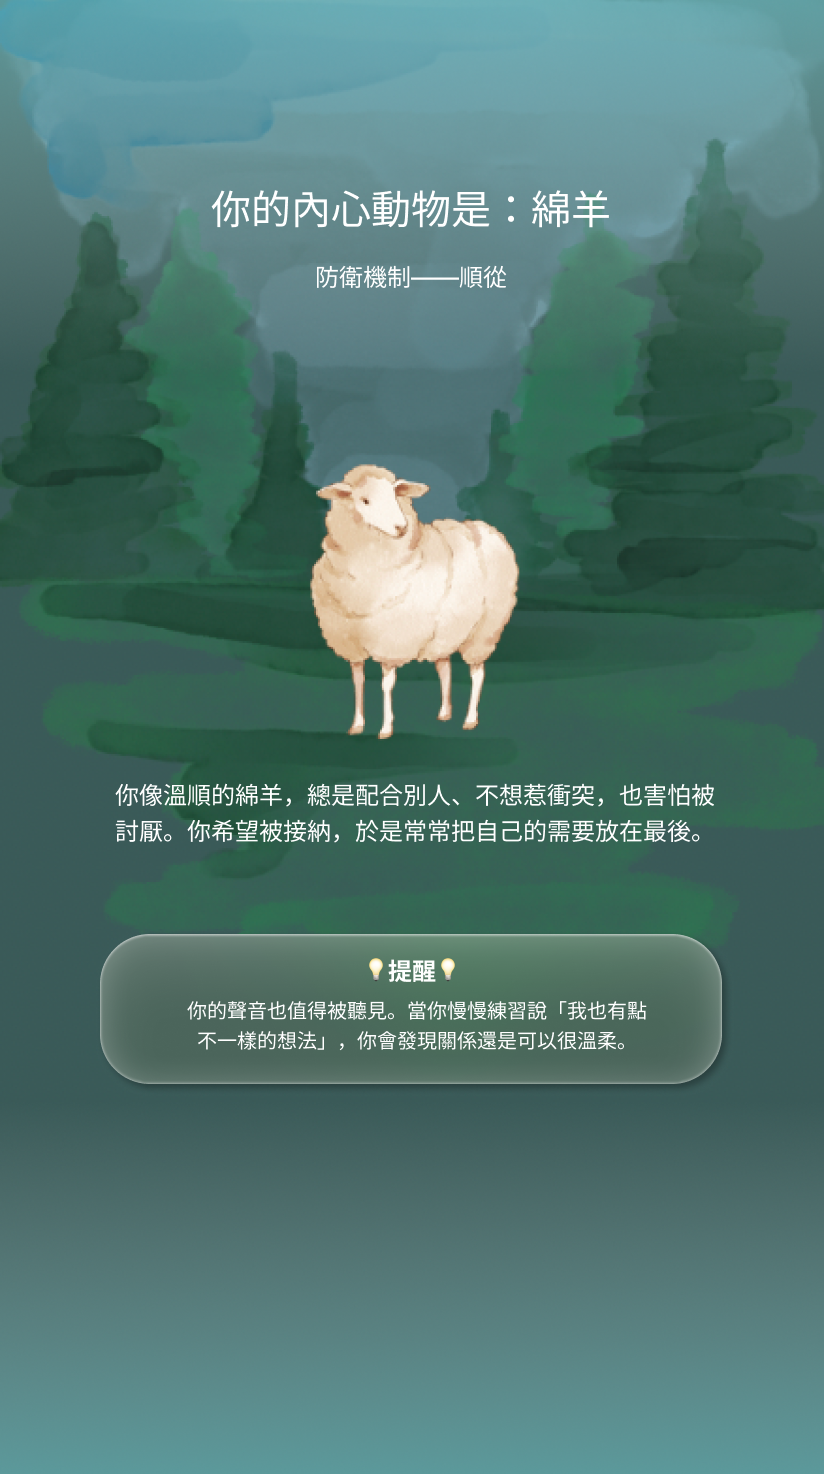 你的內心動物是：綿羊
防衛機制——順從
你像溫順的綿羊，總是配合別人、不想惹衝突，也害怕被
討厭。你希望被接納，於是常常把自己的需要放在最後。
💡提醒💡
你的聲音也值得被聽見。當你慢慢練習說「我也有點
不一樣的想法」，你會發現關係還是可以很溫柔。